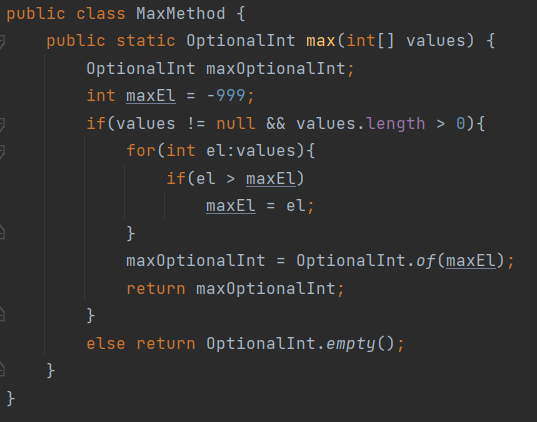 public class MaxMethod {
    public static OptionalInt max(int[] values) {
        OptionalInt maxOptionalInt;
        int maxEl = -999;
        if(values != null && values.length > 0){
            for(int el:values){
                if(el > maxEl)
                    maxEl = el;
            }
            maxOptionalInt = OptionalInt.of(maxEl);
            return maxOptionalInt;
        }
        else return OptionalInt.empty();
    }
}